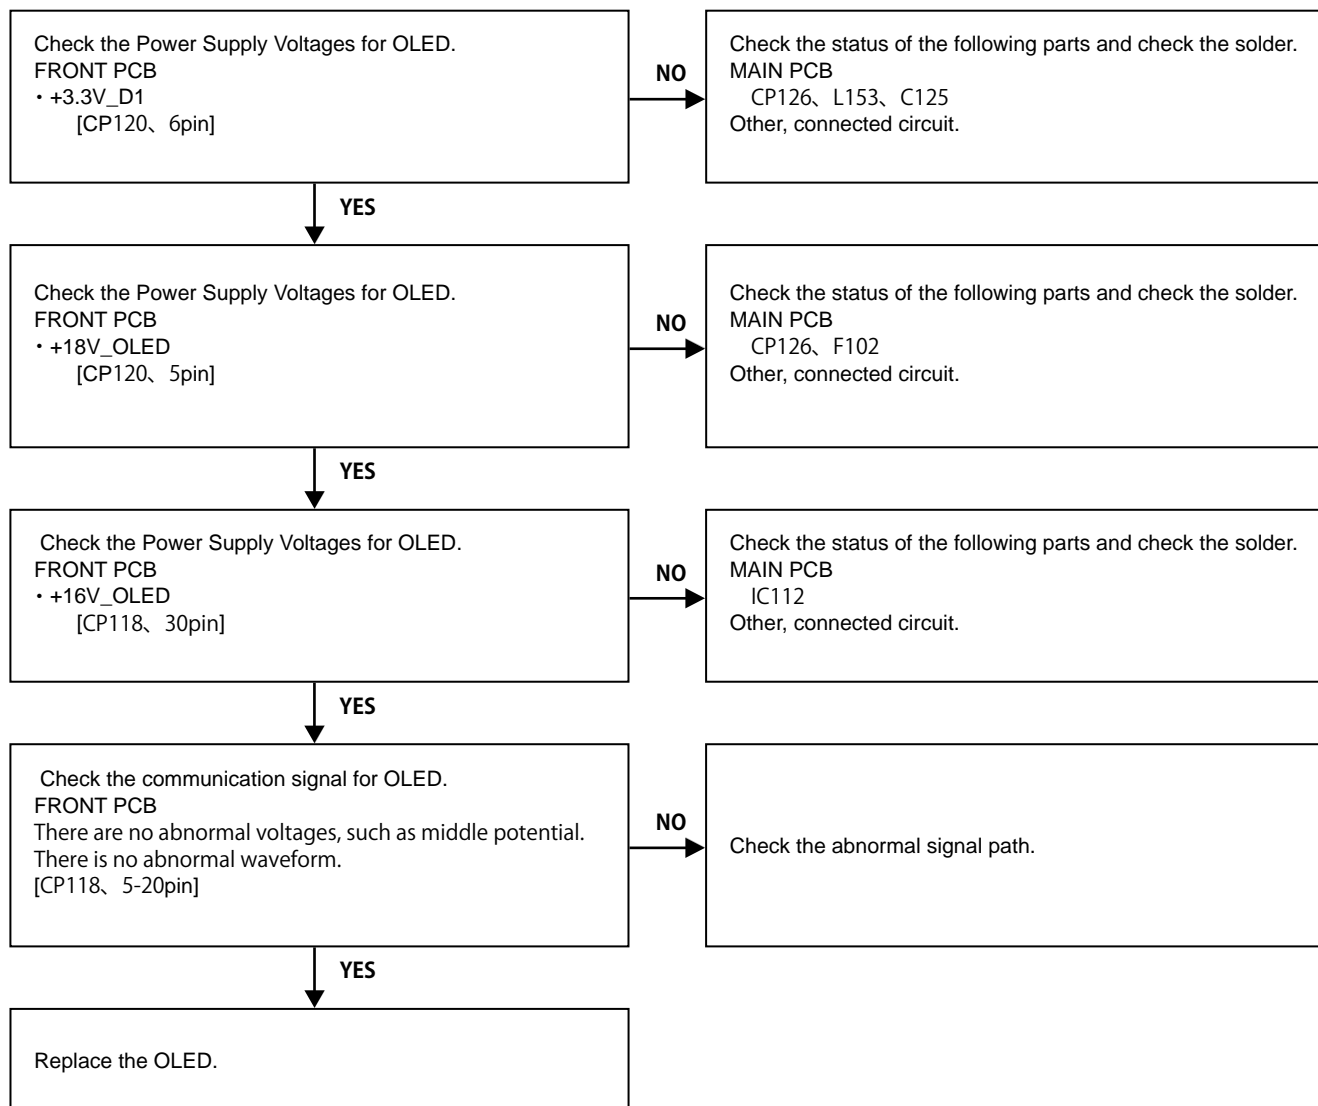 Check the Power Supply Voltages for OLED.
FRONT PCB
・+3.3V_D1
[CP120、6pin]
NO
Check the status of the following parts and check the solder.
MAIN PCB
CP126、L153、C125
Other, connected circuit.
YES
Check the Power Supply Voltages for OLED.
FRONT PCB
・+18V_OLED
[CP120、5pin]
NO
Check the status of the following parts and check the solder.
MAIN PCB
CP126、F102
Other, connected circuit.
YES
Check the Power Supply Voltages for OLED.
FRONT PCB
・+16V_OLED
[CP118、30pin]
NO
Check the status of the following parts and check the solder.
MAIN PCB
IC112
Other, connected circuit.
YES
Check the communication signal for OLED.
FRONT PCB
There are no abnormal voltages, such as middle potential.
There is no abnormal waveform.
[CP118、5-20pin]
NO
Check the abnormal signal path.
YES
Replace the OLED.